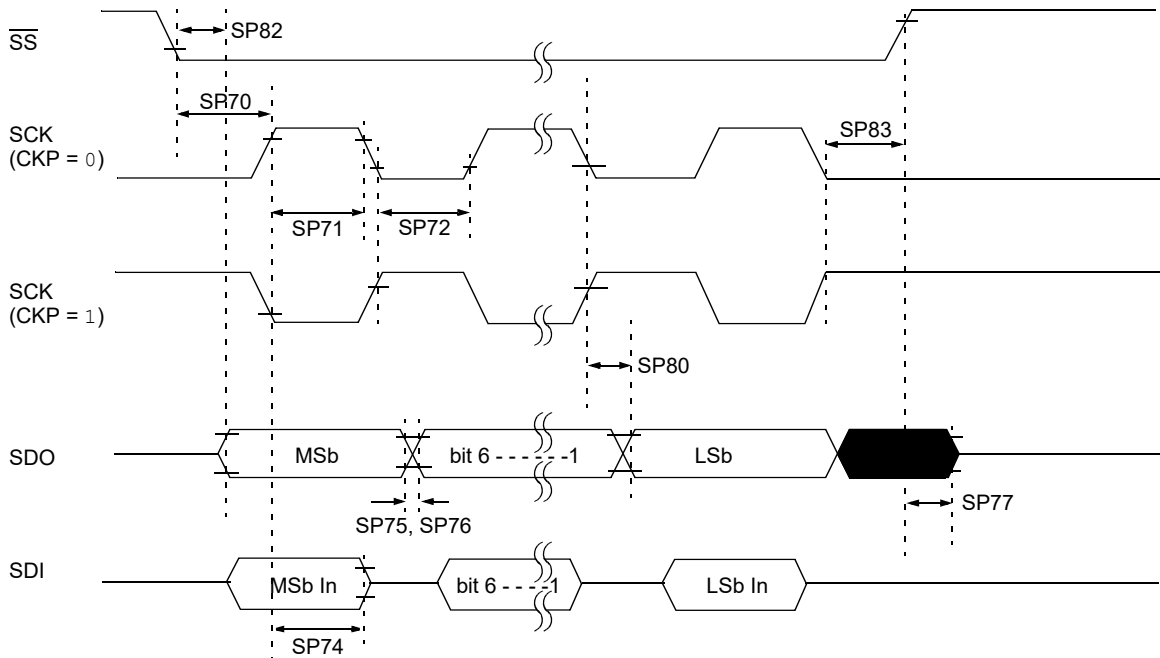 SS
SP82
SP70
SCK
(CKP = 0)
SP83
SP71
SP72
SCK
(CKP = 1)
SP80
SDO
MSb
bit 6 - - - - - -1
LSb
SP75, SP76
SP77
SDI
MSb In
bit 6 - - - -1
LSb In
SP74